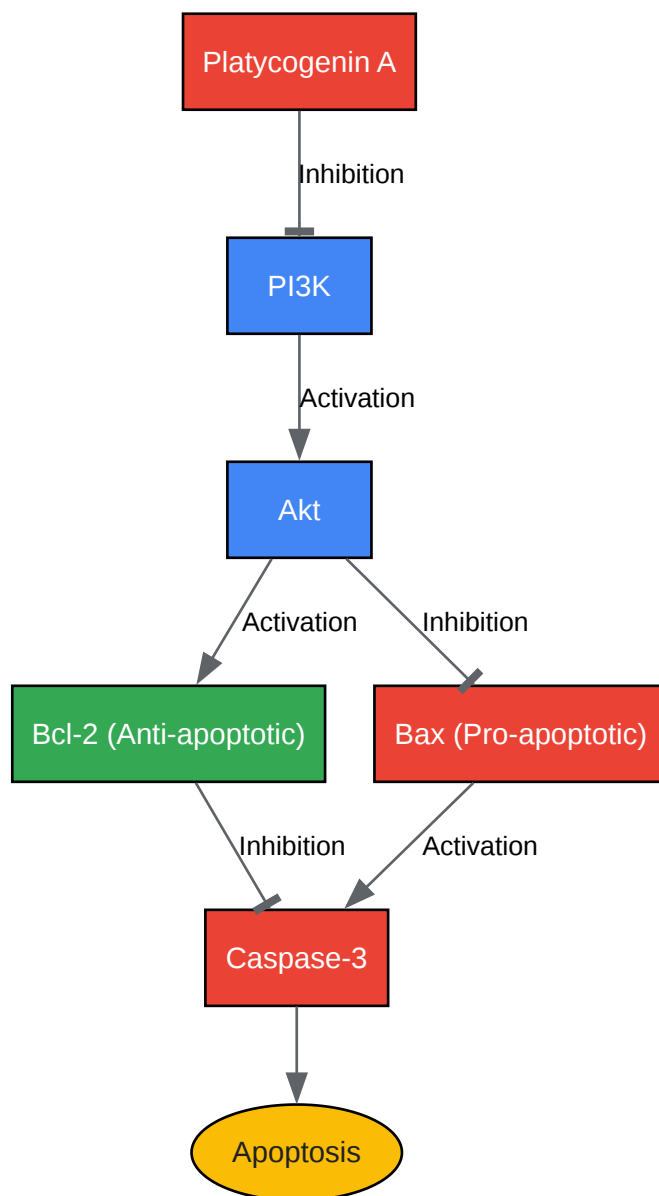 Platycogenin A
Inhibition
PI3K
Activation
Akt
Activation
Inhibition
Bcl-2 (Anti-apoptotic)
Bax (Pro-apoptotic)
Inhibition
Activation
Caspase-3
Apoptosis